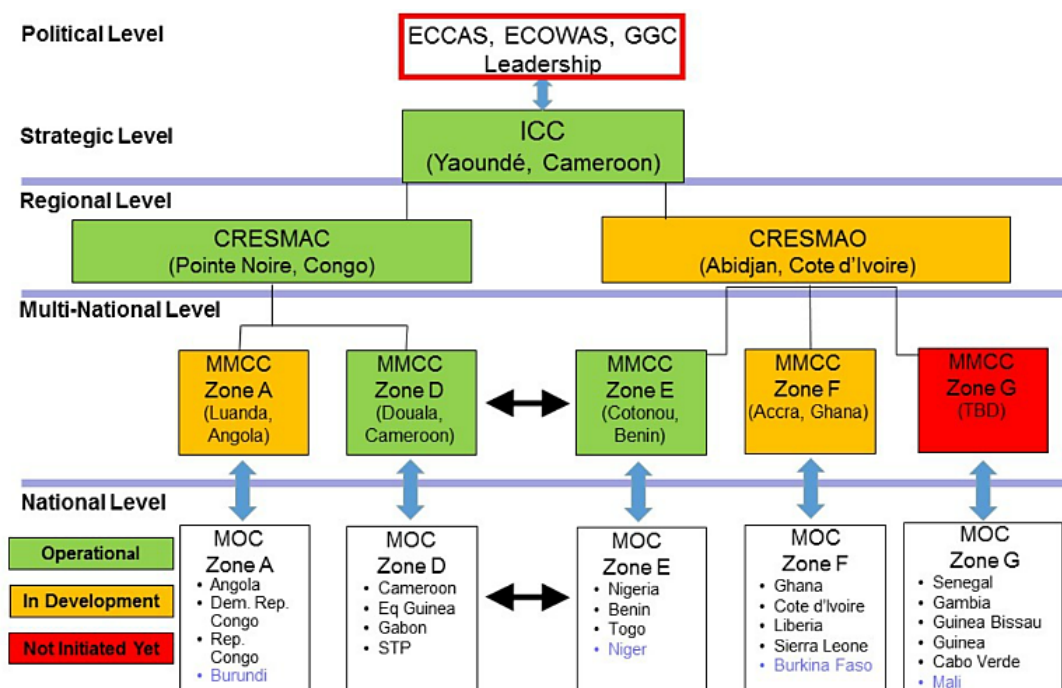 Political Level
ECCAS, ECOWAS, GGC
Leadership
Strategic Level
ICC
(Yaoundé, Cameroon)
Regional Level
CRESMAC
(Pointe Noire, Congo)
CRESMAO
(Abidjan, Cote d'Ivoire)
Multi-National Level
MMCC
Zone A
(Luanda,
Angola)
MMCC
Zone D
(Douala,
Cameroon)
MMCC
Zone E
(Cotonou,
Benin)
MMCC
Zone F
(Accra, Ghana)
MMCC
Zone G
(TBD)
National Level
Operational
In Development
Not Initiated Yet
MOC
Zone A
• Angola
• Dem. Rep.
Congo
• Rep.
Congo
• Burundi
MOC
Zone D
• Cameroon
• Eq Guinea
• Gabon
• STP
MOC
Zone E
• Nigeria
• Benin
• Togo
• Niger
MOC
Zone F
• Ghana
• Cote d'Ivoire
• Liberia
• Sierra Leone
• Burkina Faso
MOC
Zone G
• Senegal
• Gambia
• Guinea Bissau
• Guinea
• Cabo Verde
• Mali